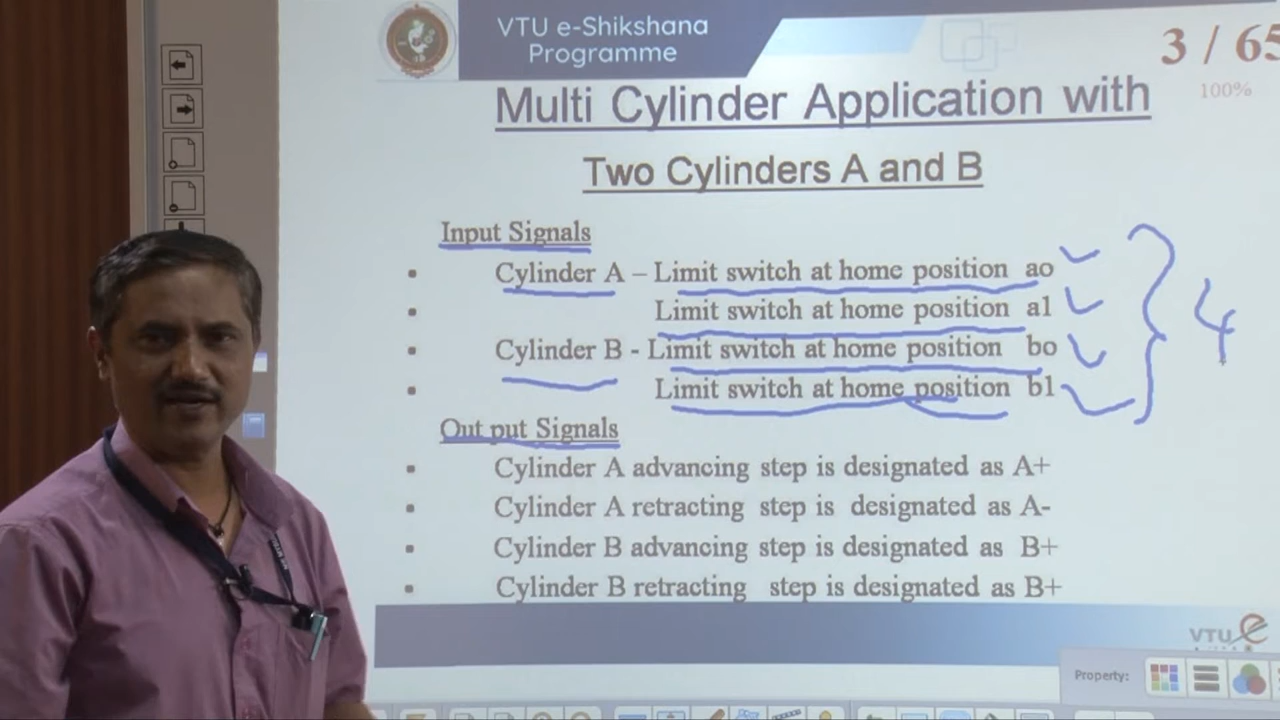 VTU e-Shikshana
Programme
3 / 65
100%
Multi Cylinder Application with
Two Cylinders A and B
Input Signals
Cylinder A – Limit switch at home position ao
Limit switch at home position a1
Cylinder B - Limit switch at home position bo
Limit switch at home position b1
4
Out put Signals
Cylinder A advancing step is designated as A+
Cylinder A retracting step is designated as A-
Cylinder B advancing step is designated as B+
Cylinder B retracting step is designated as B+
VTU e
Property: